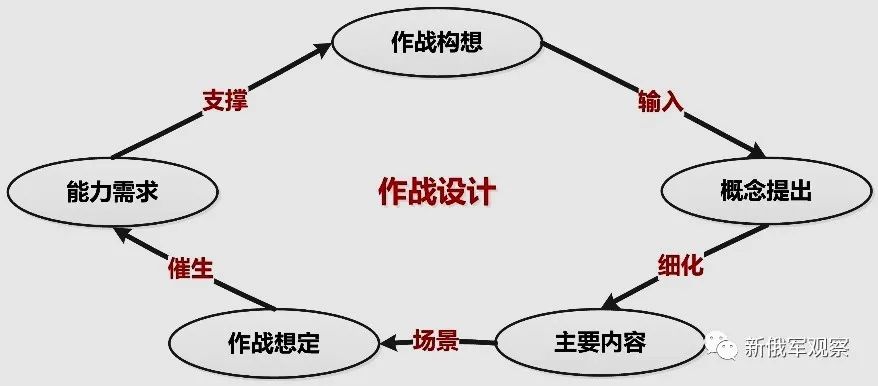 作战构想
支撑
输入
能力需求
作战设计
概念提出
催生
细化
作战想定
场景
主要内容
新俄军观察